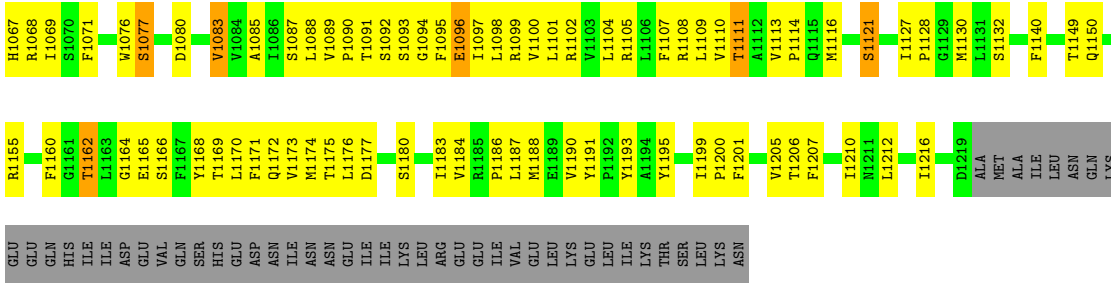 H1067 R1068 I1069 S1070 F1071 W1076 S1077 D1080 V1083 V1084 A1085 I1086 S1087 L1088 V1089 P1090 T1091 S1092 S1093 G1094 F1095 E1096 I1097 L1098 R1099 V1100 L1101 R1102 V1103 L1104 R1105 L1106 F1107 R1108 L1109 V1110 T1111 A1112 V1113 P1114 Q1115 M1116 S1121 I1127 P1128 G1129 M1130 L1131 S1132 F1140 T1149 Q1150
R1155 F1160 G1161 T1162 L1163 G1164 E1165 S1166 F1167 Y1168 T1169 L1170 F1171 Q1172 V1173 M1174 T1175 L1176 D1177 S1180 I1183 V1184 R1185 P1186 L1187 M1188 E1189 V1190 Y1191 P1192 Y1193 A1194 Y1195 I1199 P1200 F1201 V1205 T1206 F1207 I1210 N1211 L1212 I1216 D1219 ALA MET ALA ILE LEU ASN GLN LYS
GLU GLU GLN HIS ILE ILE ASP GLU VAL GLN SER HIS GLU ASP ASN ILE ASN ASN GLU ILE ILE LYS LEU ARG GLU GLU ILE VAL GLU LEU LYS GLU LEU ILE LYS THR SER LEU LYS ASN